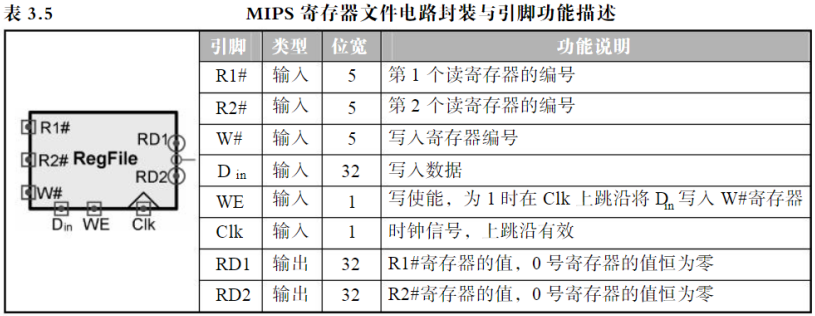 表 3.5 MIPS 寄存器文件电路封装与引脚功能描述
R1#
R2# RegFile
W#
RD1
RD2
Din WE Clk
引脚 类型 位宽 功能说明
R1# 输入 5 第 1 个读寄存器的编号
R2# 输入 5 第 2 个读寄存器的编号
W# 输入 5 写入寄存器编号
D in 输入 32 写入数据
WE 输入 1 写使能，为 1 时在 Clk 上跳沿将 Din 写入 W#寄存器
Clk 输入 1 时钟信号，上跳沿有效
RD1 输出 32 R1#寄存器的值，0 号寄存器的值恒为零
RD2 输出 32 R2#寄存器的值，0 号寄存器的值恒为零